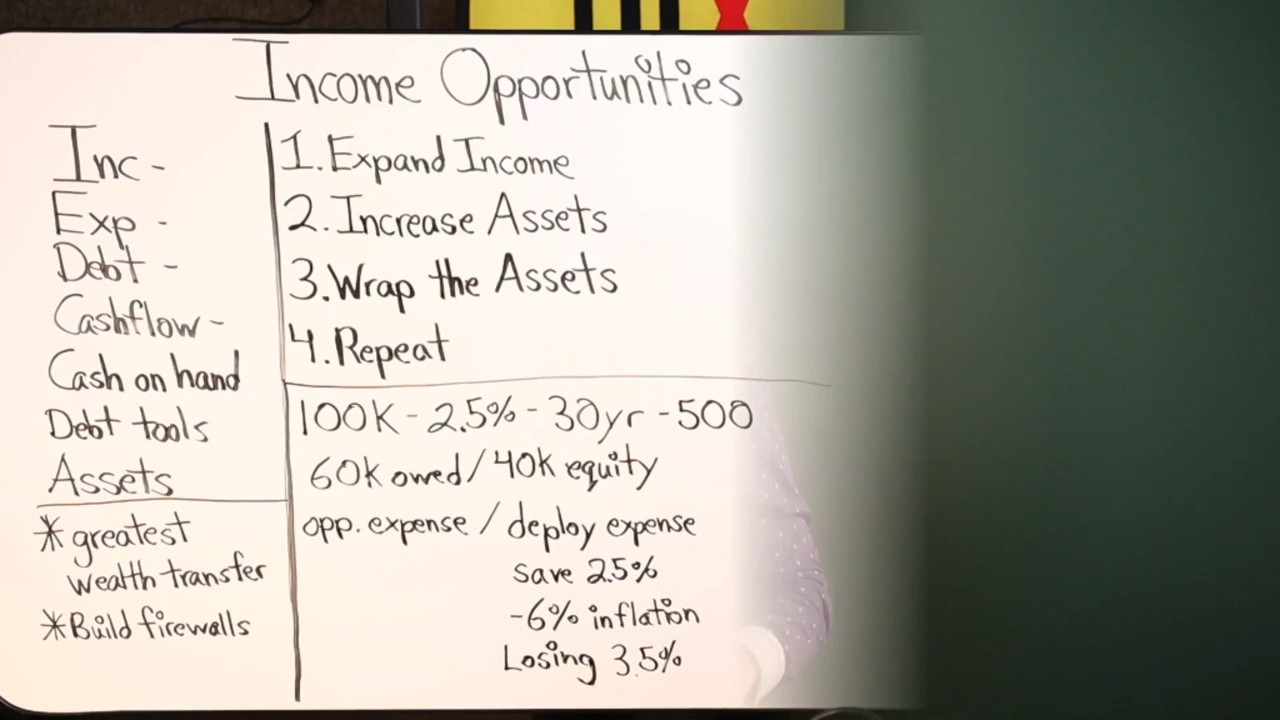 Income Opportunities
Inc -
Exp -
Debt -
Cashflow -
Cash on hand
Debt tools
Assets
* greatest
wealth transfer
* Build firewalls
1. Expand Income
2. Increase Assets
3. Wrap the Assets
4. Repeat
100K - 2.5% - 30yr - 500
60K owed / 40K equity
opp. expense / deploy expense
Save 2.5%
-6% inflation
Losing 3.5%